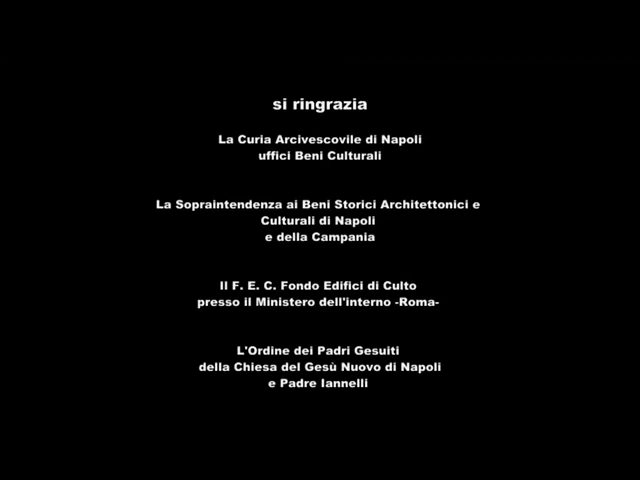 si ringrazia
La Curia Arcivescovile di Napoli
uffici Beni Culturali
La Sopraintendenza ai Beni Storici Architettonici e
Culturali di Napoli
e della Campania
Il F. E. C. Fondo Edifici di Culto
presso il Ministero dell'interno -Roma-
L'Ordine dei Padri Gesuiti
della Chiesa del Gesù Nuovo di Napoli
e Padre Iannelli